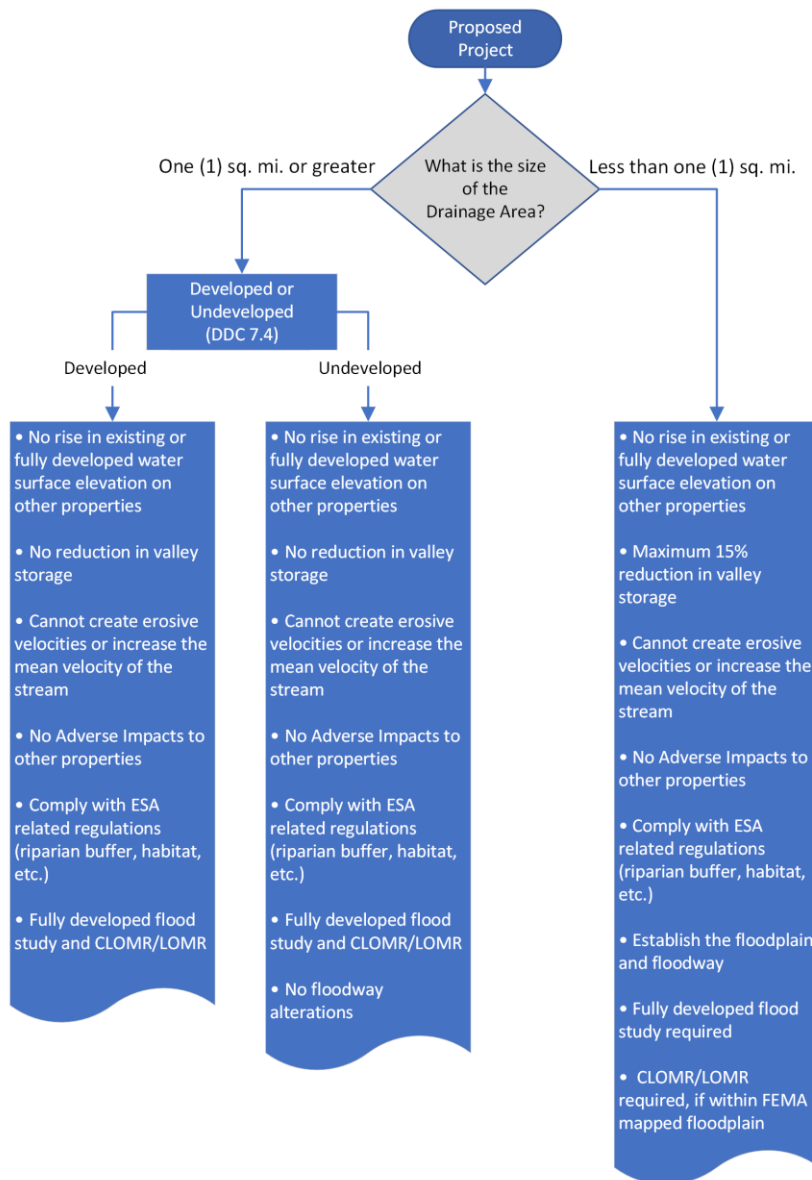 Proposed
Project
One (1) sq. mi. or greater
What is the size
of the
Drainage Area?
Less than one (1) sq. mi.
Developed or
Undeveloped
(DDC 7.4)
Developed
Undeveloped
• No rise in existing or
fully developed water
surface elevation on
other properties
• No reduction in valley
storage
• Cannot create erosive
velocities or increase the
mean velocity of the
stream
• No Adverse Impacts to
other properties
• Comply with ESA
related regulations
(riparian buffer, habitat,
etc.)
• Fully developed flood
study and CLOMR/LOMR
• No rise in existing or
fully developed water
surface elevation on
other properties
• No reduction in valley
storage
• Cannot create erosive
velocities or increase the
mean velocity of the
stream
• No Adverse Impacts to
other properties
• Comply with ESA
related regulations
(riparian buffer, habitat,
etc.)
• Fully developed flood
study and CLOMR/LOMR
• No floodway
alterations
• No rise in existing or
fully developed water
surface elevation on
other properties
• Maximum 15%
reduction in valley
storage
• Cannot create erosive
velocities or increase the
mean velocity of the
stream
• No Adverse Impacts to
other properties
• Comply with ESA
related regulations
(riparian buffer, habitat,
etc.)
• Establish the floodplain
and floodway
• Fully developed flood
study required
• CLOMR/LOMR
required, if within FEMA
mapped floodplain